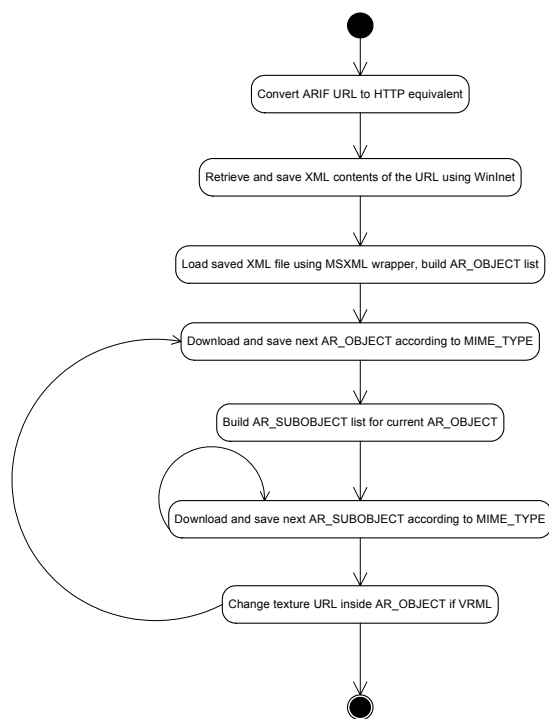 Convert ARIF URL to HTTP equivalent
Retrieve and save XML contents of the URL using WinInet
Load saved XML file using MSXML wrapper, build AR_OBJECT list
Download and save next AR_OBJECT according to MIME_TYPE
Build AR_SUBOBJECT list for current AR_OBJECT
Download and save next AR_SUBOBJECT according to MIME_TYPE
Change texture URL inside AR_OBJECT if VRML